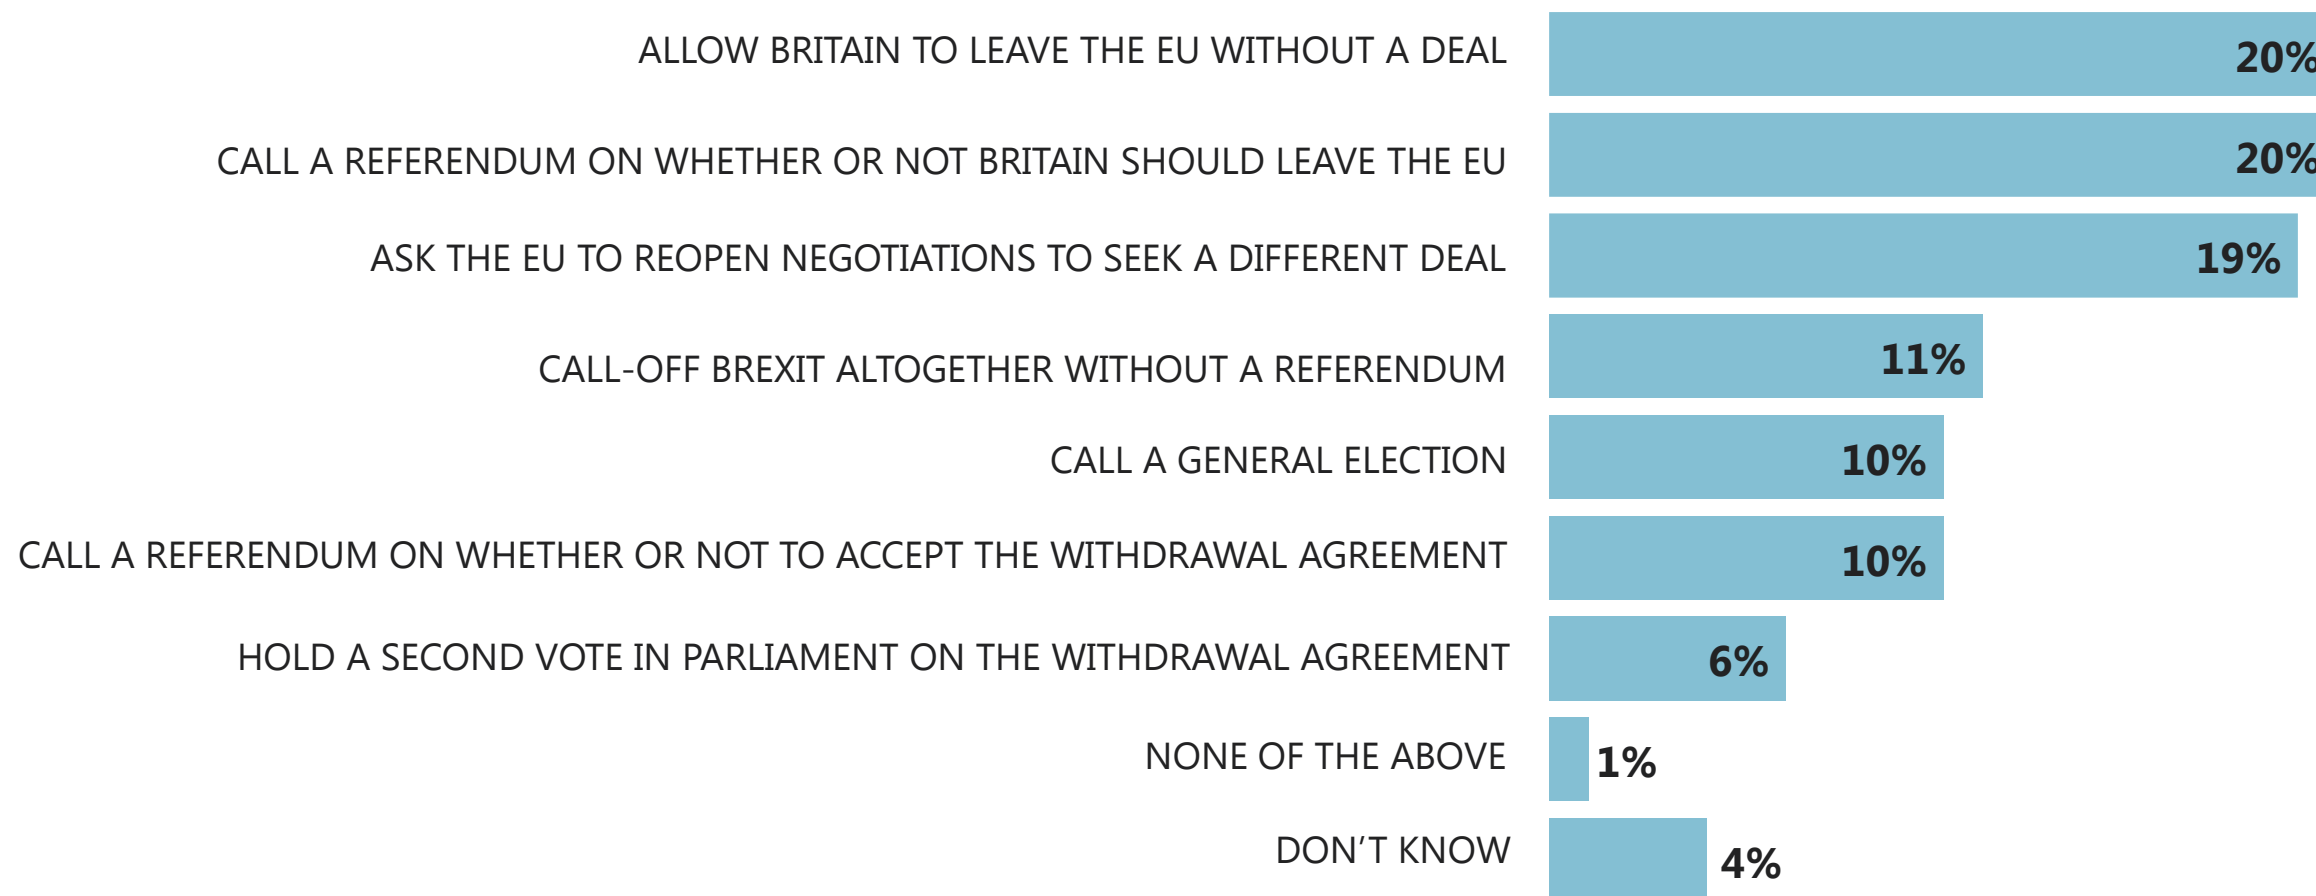 ALLOW BRITAIN TO LEAVE THE EU WITHOUT A DEAL 20%
CALL A REFERENDUM ON WHETHER OR NOT BRITAIN SHOULD LEAVE THE EU 20%
ASK THE EU TO REOPEN NEGOTIATIONS TO SEEK A DIFFERENT DEAL 19%
CALL-OFF BREXIT ALTOGETHER WITHOUT A REFERENDUM 11%
CALL A GENERAL ELECTION 10%
CALL A REFERENDUM ON WHETHER OR NOT TO ACCEPT THE WITHDRAWAL AGREEMENT 10%
HOLD A SECOND VOTE IN PARLIAMENT ON THE WITHDRAWAL AGREEMENT 6%
NONE OF THE ABOVE 1%
DON'T KNOW 4%